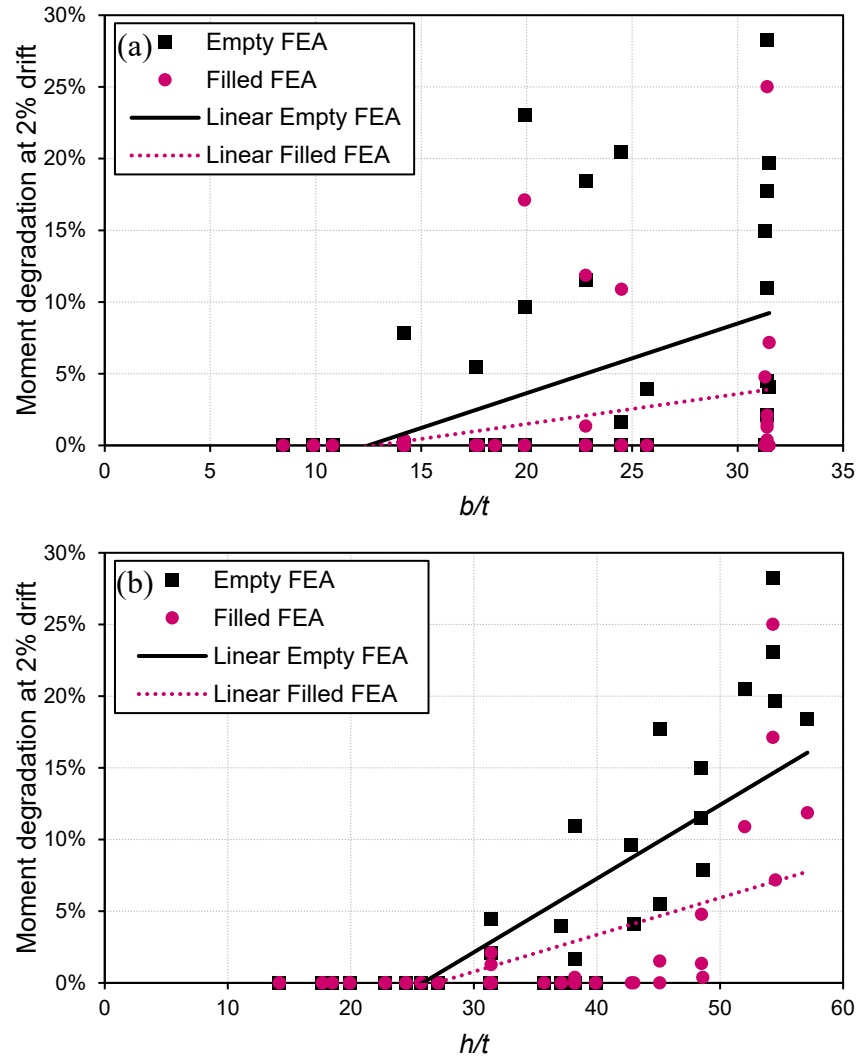 (a)
Empty FEA
Filled FEA
Linear Empty FEA
Linear Filled FEA
Moment degradation at 2% drift
30%
25%
20%
15%
10%
5%
0%
0 5 10 15 20 25 30 35
b/t
(b)
Empty FEA
Filled FEA
Linear Empty FEA
Linear Filled FEA
Moment degradation at 2% drift
30%
25%
20%
15%
10%
5%
0%
0 10 20 30 40 50 60
h/t